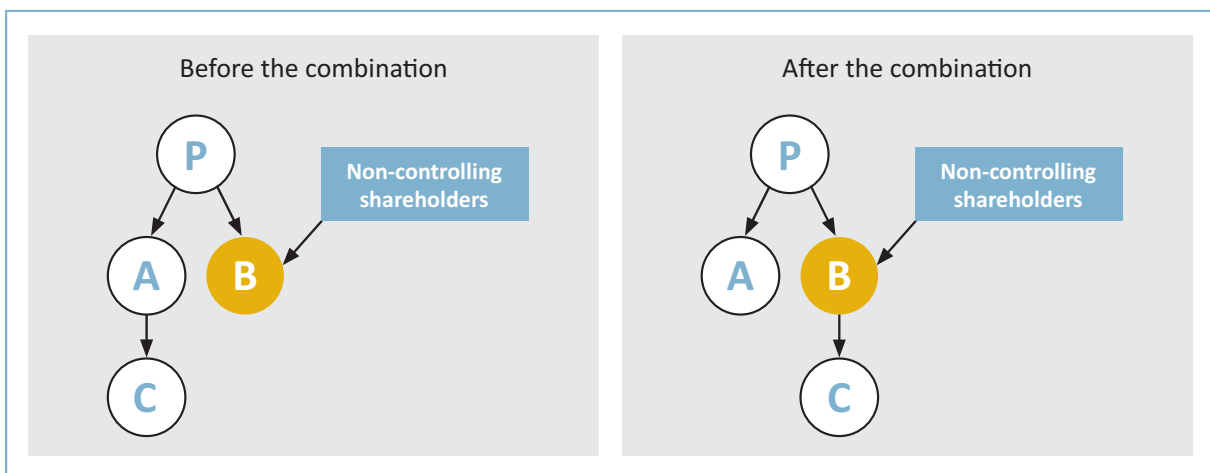 Before the combination
P
Non-controlling
shareholders
A
B
C
After the combination
P
Non-controlling
shareholders
A
B
C